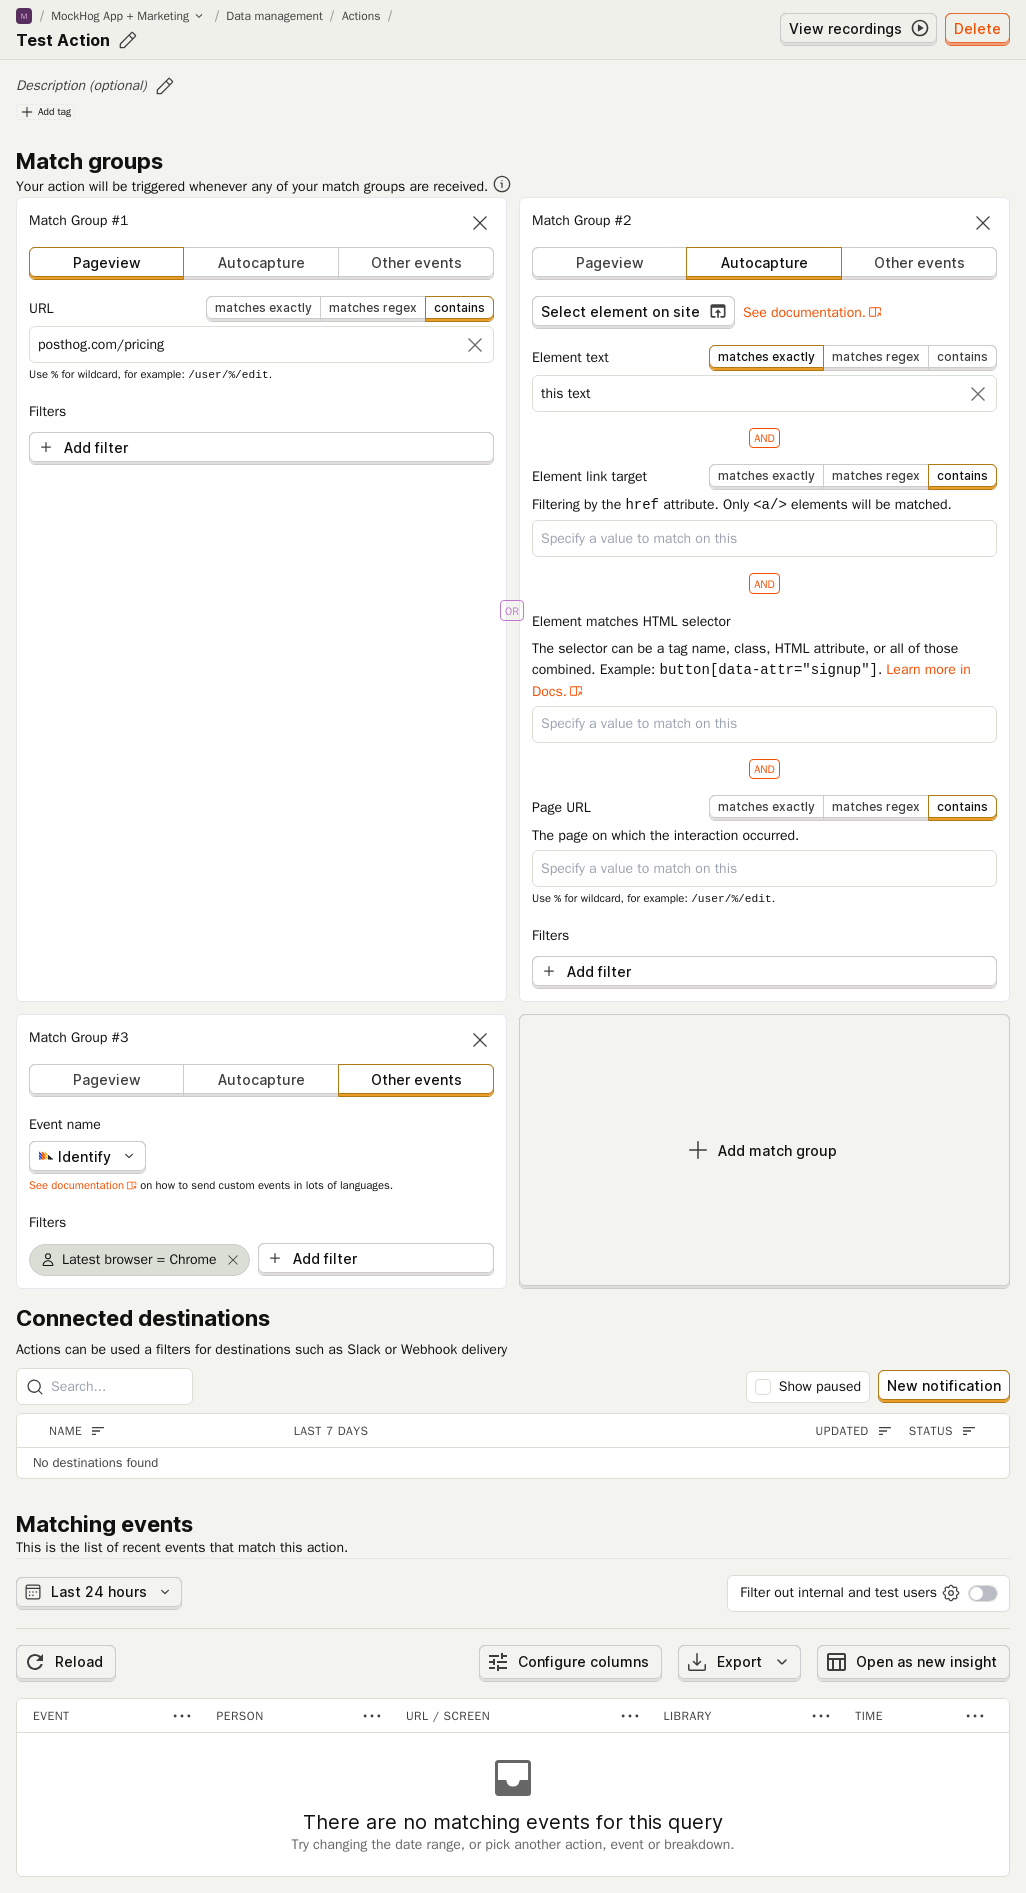 M / MockHog App + Marketing / Data management / Actions /
Test Action
View recordings
Delete
Description (optional)
Add tag
Match groups
Your action will be triggered whenever any of your match groups are received.
Match Group #1
Pageview Autocapture Other events
URL matches exactly matches regex contains
posthog.com/pricing
Use % for wildcard, for example: /user/%/edit.
Filters
Add filter
OR
Match Group #2
Pageview Autocapture Other events
Select element on site See documentation.
Element text matches exactly matches regex contains
this text
AND
Element link target matches exactly matches regex contains
Filtering by the href attribute. Only <a/> elements will be matched.
Specify a value to match on this
AND
Element matches HTML selector
The selector can be a tag name, class, HTML attribute, or all of those
combined. Example: button[data-attr="signup"]. Learn more in
Docs.
Specify a value to match on this
AND
Page URL matches exactly matches regex contains
The page on which the interaction occurred.
Specify a value to match on this
Use % for wildcard, for example: /user/%/edit.
Filters
Add filter
Match Group #3
Pageview Autocapture Other events
Event name
Identify
See documentation on how to send custom events in lots of languages.
Filters
Latest browser = Chrome Add filter
Add match group
Connected destinations
Actions can be used a filters for destinations such as Slack or Webhook delivery
Search... Show paused New notification
NAME LAST 7 DAYS UPDATED STATUS
No destinations found
Matching events
This is the list of recent events that match this action.
Last 24 hours Filter out internal and test users
Reload Configure columns Export Open as new insight
EVENT PERSON URL / SCREEN LIBRARY TIME
There are no matching events for this query
Try changing the date range, or pick another action, event or breakdown.